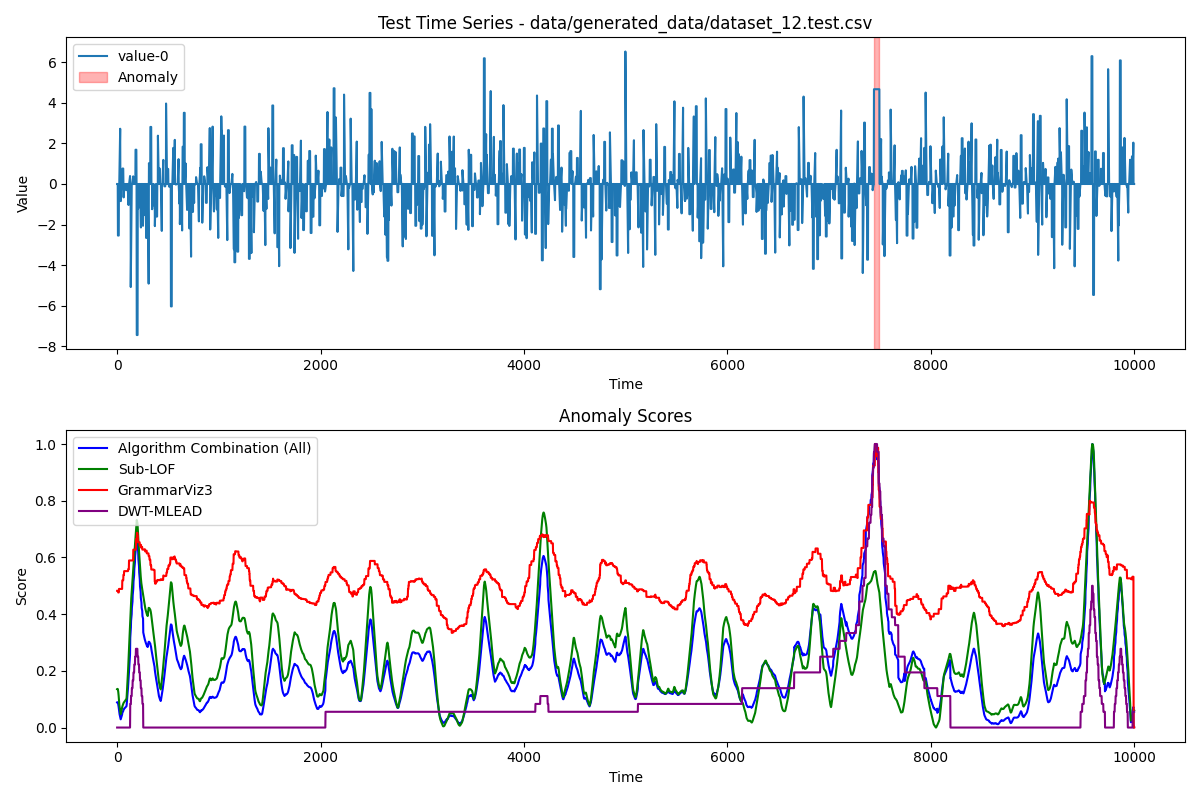 Test Time Series - data/generated_data/dataset_12.test.csv
value-0
Anomaly
Value
6
4
2
0
−2
−4
−6
−8
0 2000 4000 6000 8000 10000
Time
Anomaly Scores
Algorithm Combination (All)
Sub-LOF
GrammarViz3
DWT-MLEAD
Score
1.0
0.8
0.6
0.4
0.2
0.0
0 2000 4000 6000 8000 10000
Time